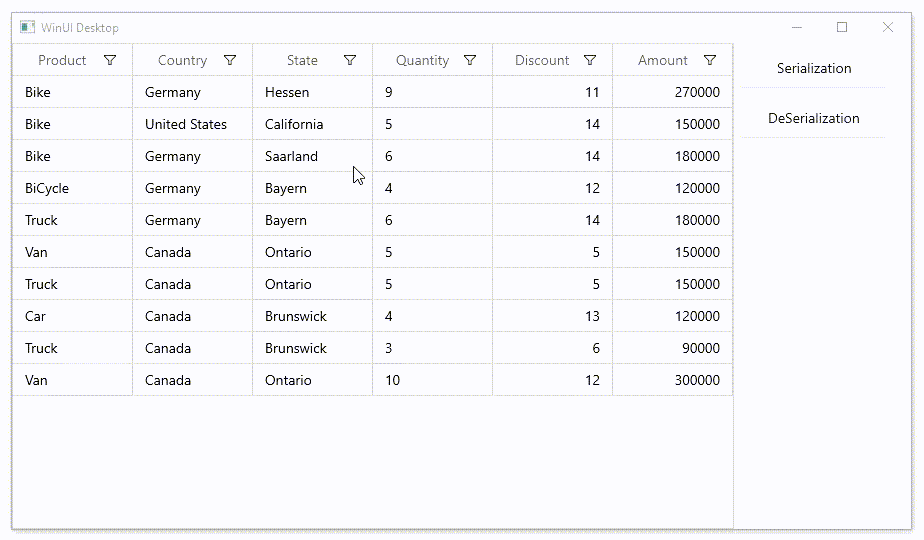 WinUI Desktop
Product Country State Quantity Discount Amount
Serialization
Bike Germany Hessen 9 11 270000
Bike United States California 5 14 150000
DeSerialization
Bike Germany Saarland 6 14 180000
BiCycle Germany Bayern 4 12 120000
Truck Germany Bayern 6 14 180000
Van Canada Ontario 5 5 150000
Truck Canada Ontario 5 5 150000
Car Canada Brunswick 4 13 120000
Truck Canada Brunswick 3 6 90000
Van Canada Ontario 10 12 300000